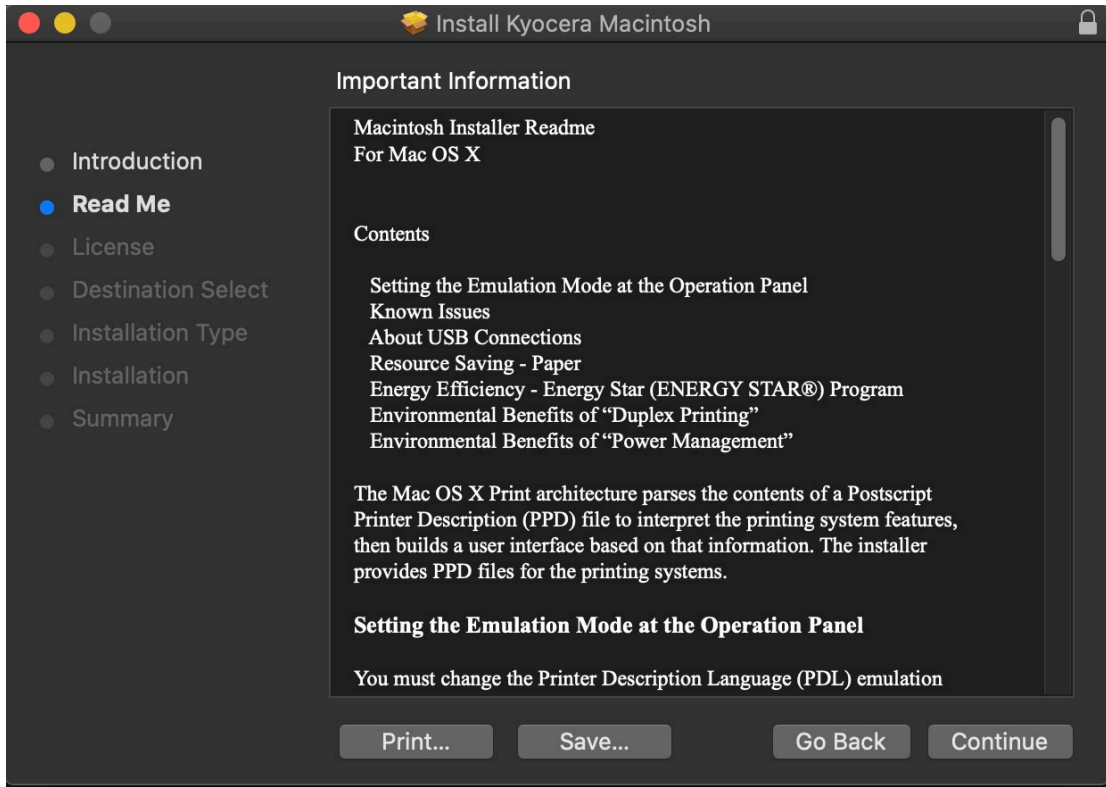 Install Kyocera Macintosh
Introduction
Read Me
License
Destination Select
Installation Type
Installation
Summary
Important Information
Macintosh Installer Readme
For Mac OS X
Contents
Setting the Emulation Mode at the Operation Panel
Known Issues
About USB Connections
Resource Saving - Paper
Energy Efficiency - Energy Star (ENERGY STAR®) Program
Environmental Benefits of “Duplex Printing”
Environmental Benefits of “Power Management”
The Mac OS X Print architecture parses the contents of a Postscript
Printer Description (PPD) file to interpret the printing system features,
then builds a user interface based on that information. The installer
provides PPD files for the printing systems.
Setting the Emulation Mode at the Operation Panel
You must change the Printer Description Language (PDL) emulation
Print...
Save...
Go Back
Continue